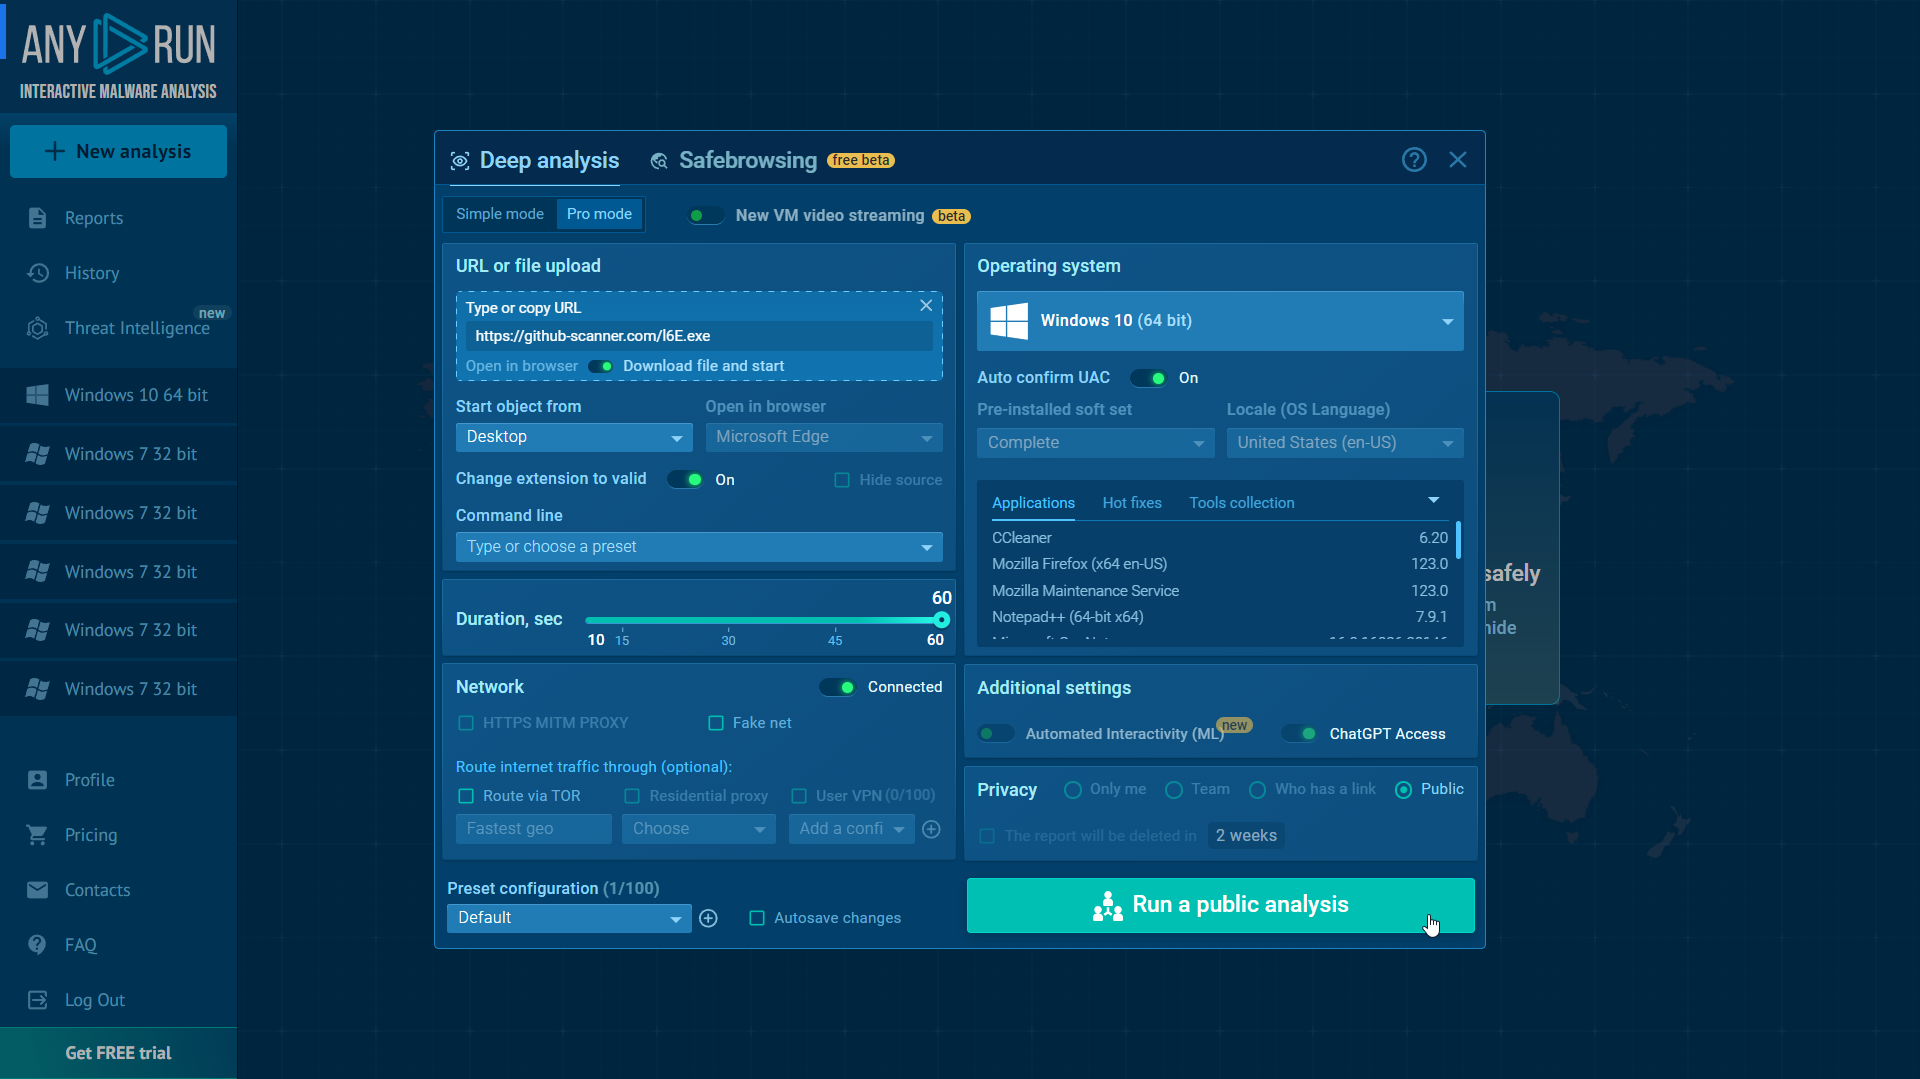 ANY RUN
INTERACTIVE MALWARE ANALYSIS
New analysis
Reports
History
new
Threat Intelligence
Windows 10 64 bit
Windows 7 32 bit
Windows 7 32 bit
Windows 7 32 bit
Windows 7 32 bit
Windows 7 32 bit
Profile
Pricing
Contacts
FAQ
Log Out
Get FREE trial
Deep analysis
Safebrowsing free beta
Simple mode
Pro mode
New VM video streaming beta
URL or file upload
Type or copy URL
https://github-scanner.com/l6E.exe
Open in browser
Download file and start
Start object from
Open in browser
Desktop
Microsoft Edge
Change extension to valid
On
Hide source
Command line
Type or choose a preset
60
Duration, sec
10 15 30 45 60
Network
Connected
HTTPS MITM PROXY
Fake net
Route internet traffic through (optional):
Route via TOR
Residential proxy
User VPN (0/100)
Fastest geo
Choose
Add a confi
Preset configuration (1/100)
Default
Autosave changes
Operating system
Windows 10 (64 bit)
Auto confirm UAC
On
Pre-installed soft set
Locale (OS Language)
Complete
United States (en-US)
Applications
Hot fixes
Tools collection
CCleaner 6.20
Mozilla Firefox (x64 en-US) 123.0
Mozilla Maintenance Service 123.0
Notepad++ (64-bit x64) 7.9.1
Additional settings
new
Automated Interactivity (ML)
ChatGPT Access
Privacy
Only me
Team
Who has a link
Public
The report will be deleted in 2 weeks
Run a public analysis
safely